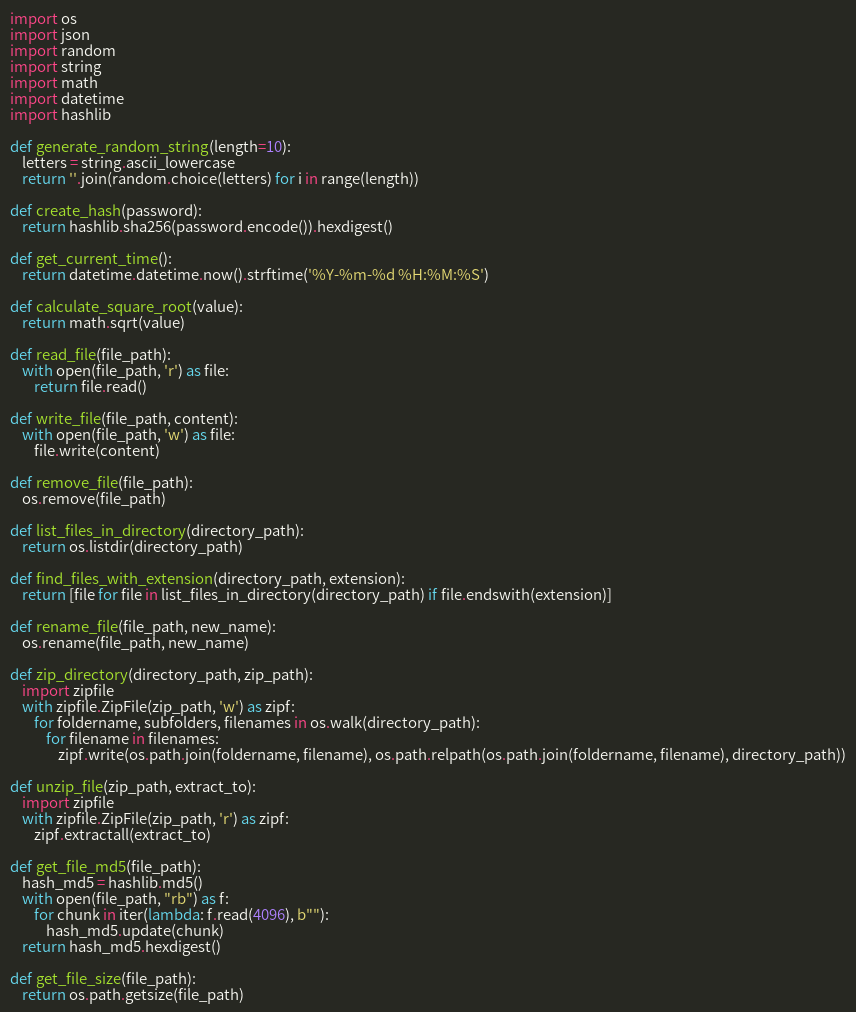 import os
import json
import random
import string
import math
import datetime
import hashlib

def generate_random_string(length=10):
    letters = string.ascii_lowercase
    return ''.join(random.choice(letters) for i in range(length))

def create_hash(password):
    return hashlib.sha256(password.encode()).hexdigest()

def get_current_time():
    return datetime.datetime.now().strftime('%Y-%m-%d %H:%M:%S')

def calculate_square_root(value):
    return math.sqrt(value)

def read_file(file_path):
    with open(file_path, 'r') as file:
        return file.read()

def write_file(file_path, content):
    with open(file_path, 'w') as file:
        file.write(content)

def remove_file(file_path):
    os.remove(file_path)

def list_files_in_directory(directory_path):
    return os.listdir(directory_path)

def find_files_with_extension(directory_path, extension):
    return [file for file in list_files_in_directory(directory_path) if file.endswith(extension)]

def rename_file(file_path, new_name):
    os.rename(file_path, new_name)

def zip_directory(directory_path, zip_path):
    import zipfile
    with zipfile.ZipFile(zip_path, 'w') as zipf:
        for foldername, subfolders, filenames in os.walk(directory_path):
            for filename in filenames:
                zipf.write(os.path.join(foldername, filename), os.path.relpath(os.path.join(foldername, filename), directory_path))

def unzip_file(zip_path, extract_to):
    import zipfile
    with zipfile.ZipFile(zip_path, 'r') as zipf:
        zipf.extractall(extract_to)

def get_file_md5(file_path):
    hash_md5 = hashlib.md5()
    with open(file_path, "rb") as f:
        for chunk in iter(lambda: f.read(4096), b""):
            hash_md5.update(chunk)
    return hash_md5.hexdigest()

def get_file_size(file_path):
    return os.path.getsize(file_path)